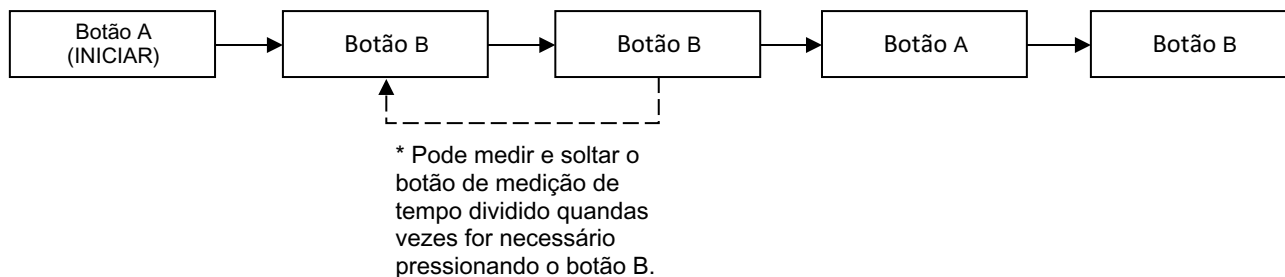 Botão A
(INICIAR)
Botão B
Botão B
Botão A
Botão B
* Pode medir e soltar o
botão de medição de
tempo dividido quandas
vezes for necessário
pressionando o botão B.